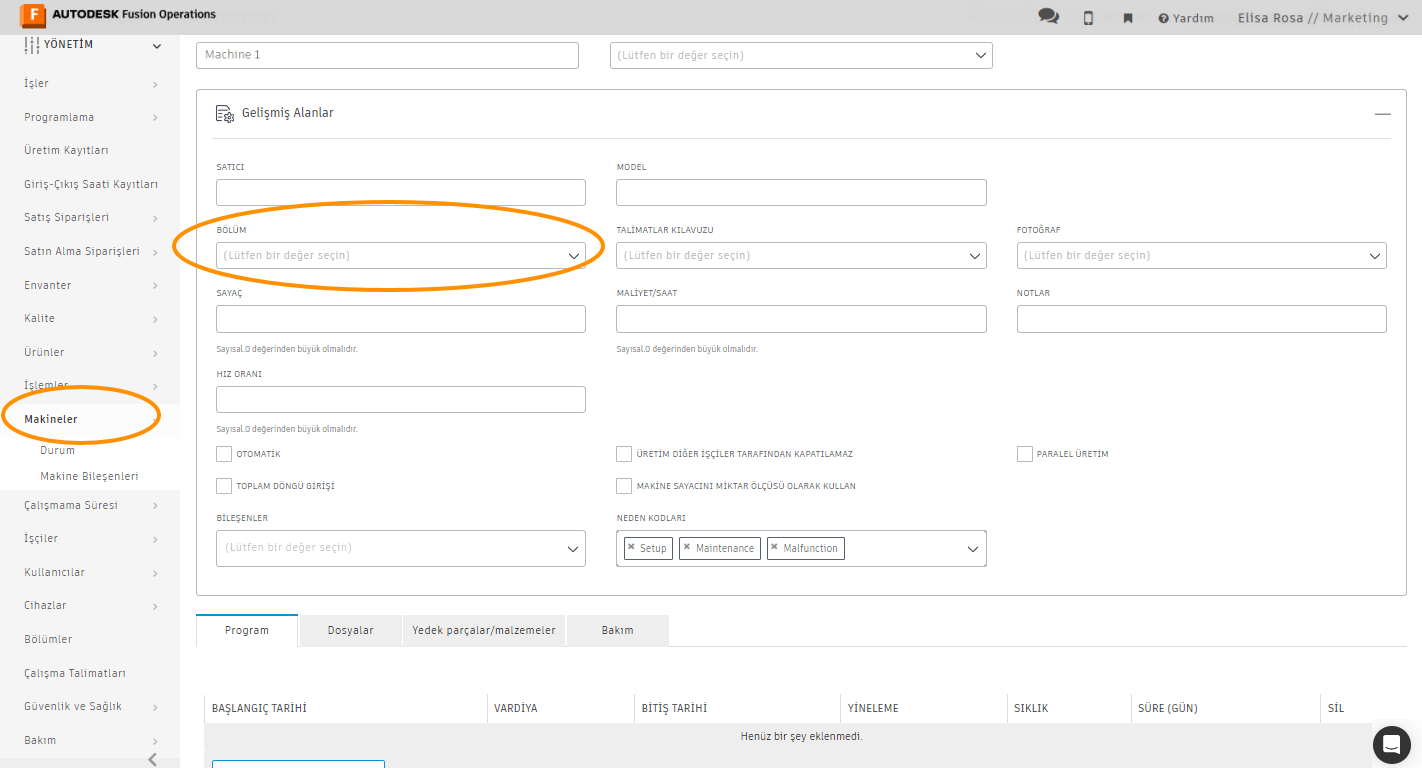 F AUTODESK Fusion Operations
Yardım
Elisa Rosa // Marketing
YÖNETİM
İşler
Programlama
Üretim Kayıtları
Giriş-Çıkış Saati Kayıtları
Satış Siparişleri
Satın Alma Siparişleri
Envanter
Kalite
Ürünler
İşlemler
Makineler
Durum
Makine Bileşenleri
Çalışmama Süresi
İşçiler
Kullanıcılar
Cihazlar
Bölümler
Çalışma Talimatları
Güvenlik ve Sağlık
Bakım
Machine 1
(Lütfen bir değer seçin)
Gelişmiş Alanlar
SATICI
MODEL
BÖLÜM
TALİMATLAR KILAVUZU
FOTOĞRAF
(Lütfen bir değer seçin)
(Lütfen bir değer seçin)
(Lütfen bir değer seçin)
SAYAÇ
MALİYET/SAAT
NOTLAR
Sayısal.0 değerinden büyük olmalıdır.
Sayısal.0 değerinden büyük olmalıdır.
HIZ ORANI
Sayısal.0 değerinden büyük olmalıdır.
OTOMATİK
ÜRETİM DİĞER İŞÇİLER TARAFINDAN KAPATILAMAZ
PARALEL ÜRETİM
TOPLAM DÖNGÜ GİRİŞİ
MAKİNE SAYACINI MİKTAR ÖLÇÜSÜ OLARAK KULLAN
BİLEŞENLER
NEDEN KODLARI
(Lütfen bir değer seçin)
× Setup × Maintenance × Malfunction
Program
Dosyalar
Yedek parçalar/malzemeler
Bakım
BAŞLANGIÇ TARİHİ
VARDİYA
BİTİŞ TARİHİ
YİNELEME
SIKLIK
SÜRE (GÜN)
SİL
Henüz bir şey eklenmedi.